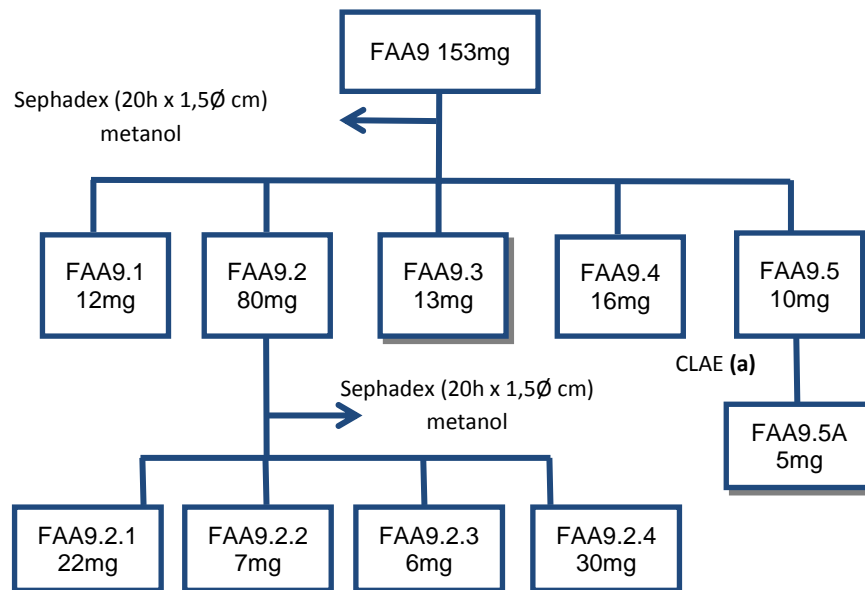 FAA9 153mg
Sephadex (20h x 1,5Ø cm)
metanol
FAA9.1
12mg
FAA9.2
80mg
FAA9.3
13mg
FAA9.4
16mg
FAA9.5
10mg
CLAE (a)
Sephadex (20h x 1,5Ø cm)
metanol
FAA9.5A
5mg
FAA9.2.1
22mg
FAA9.2.2
7mg
FAA9.2.3
6mg
FAA9.2.4
30mg